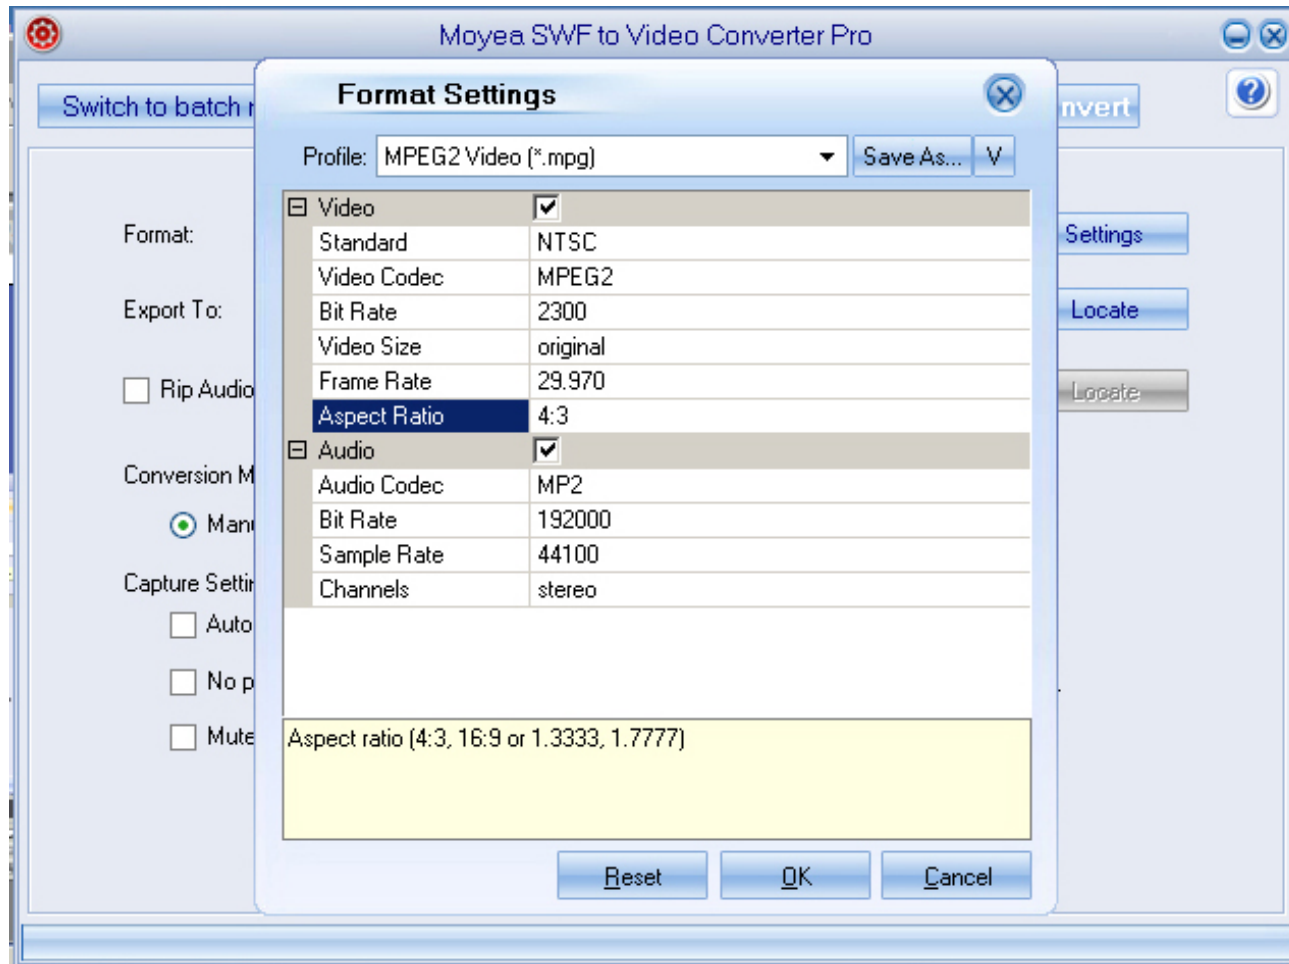 Moyea SWF to Video Converter Pro
Switch to batch
Format Settings
nvert
Profile: MPEG2 Video (*.mpg) Save As... V
Video
Format: Standard NTSC Settings
Video Codec MPEG2
Export To: Bit Rate 2300 Locate
Video Size original
Rip Audio Frame Rate 29.970 Locate
Aspect Ratio 4:3
Audio
Conversion M Audio Codec MP2
Manu Bit Rate 192000
Sample Rate 44100
Capture Settin Channels stereo
Auto
No p
Mute Aspect ratio (4:3, 16:9 or 1.3333, 1.7777)
Reset OK Cancel